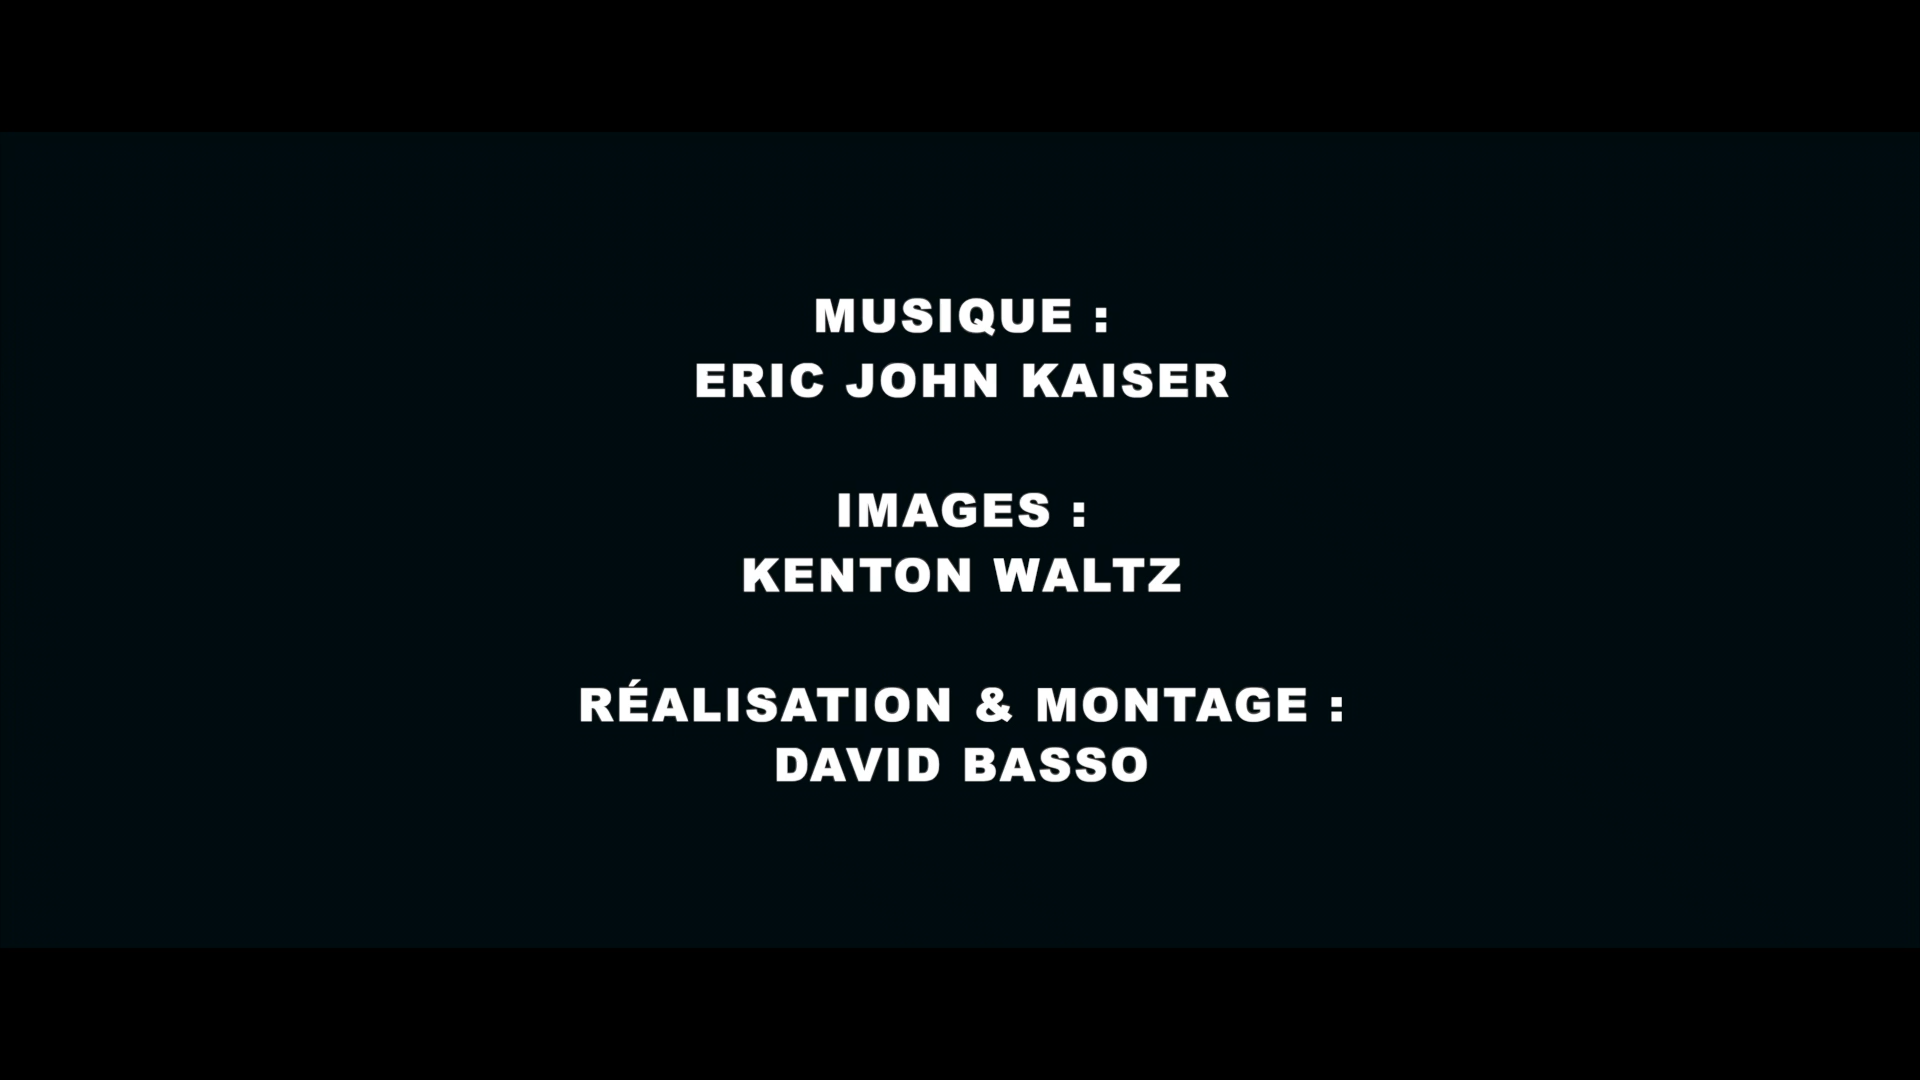 MUSIQUE :
ERIC JOHN KAISER
IMAGES :
KENTON WALTZ
RÉALISATION & MONTAGE :
DAVID BASSO